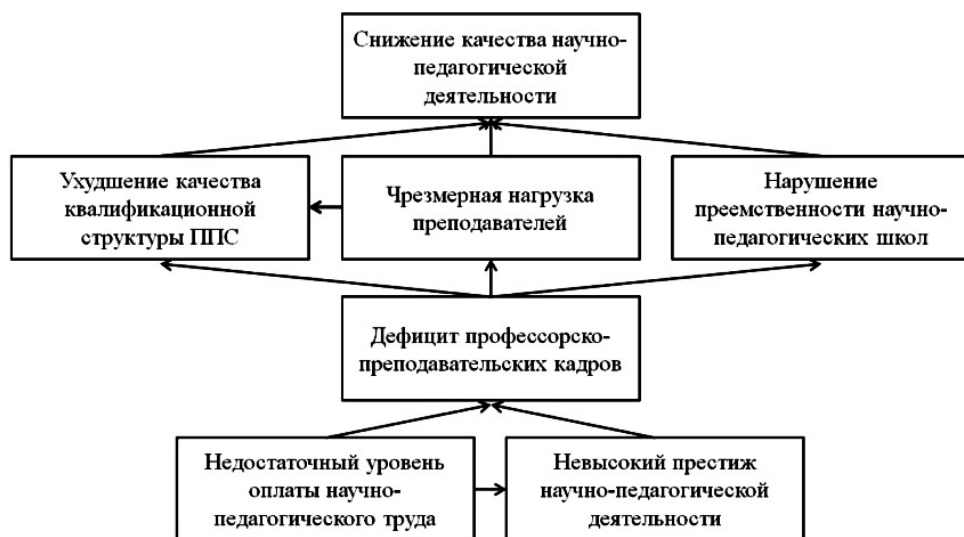 Снижение качества научно-
педагогической
деятельности
Ухудшение качества
квалификационной
структуры ППС
Чрезмерная нагрузка
преподавателей
Нарушение
преемственности научно-
педагогических школ
Дефицит профессорско-
преподавательских кадров
Недостаточный уровень
оплаты научно-
педагогического труда
Невысокий престиж
научно-педагогической
деятельности